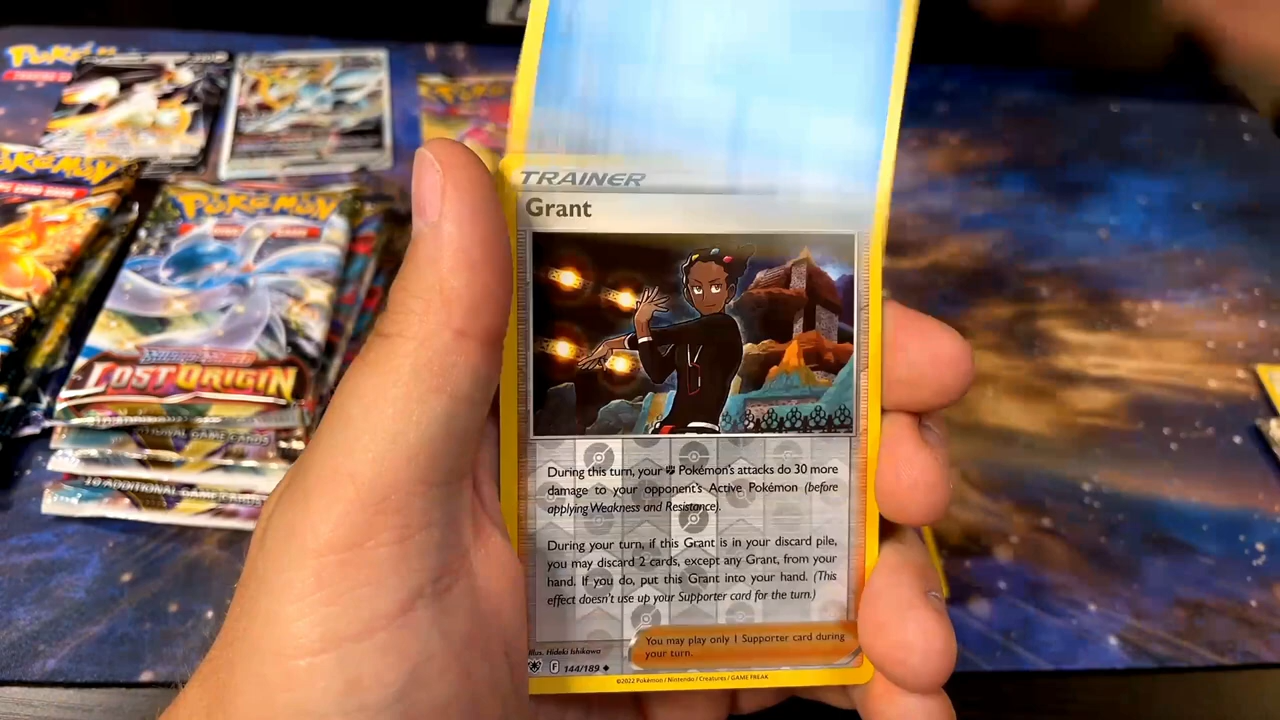 POKÉMON
POKÉMON
POKÉMON
LOST ORIGIN
10 ADDITIONAL GAME CARDS
TRAINER
Grant
During this turn, your Pokémon's attacks do 30 more
damage to your opponent's Active Pokémon (before
applying Weakness and Resistance).
During your turn, if this Grant is in your discard pile,
you may discard 2 cards, except any Grant, from your
hand. If you do, put this Grant into your hand. (This
effect doesn't use up your Supporter card for the turn.)
You may play only 1 Supporter card during
your turn.
Illus. Hideki Ishikawa
F 144/189
©2022 Pokémon / Nintendo / Creatures / GAME FREAK